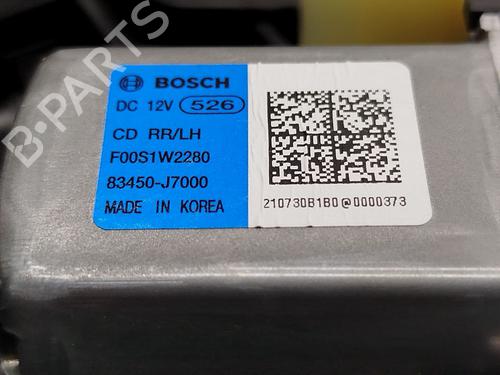 BOSCH
DC 12V 526
CD RR/LH
F00S1W2280
83450-J7000
MADE IN KOREA
210730B1B0@0000373
B-PARTS